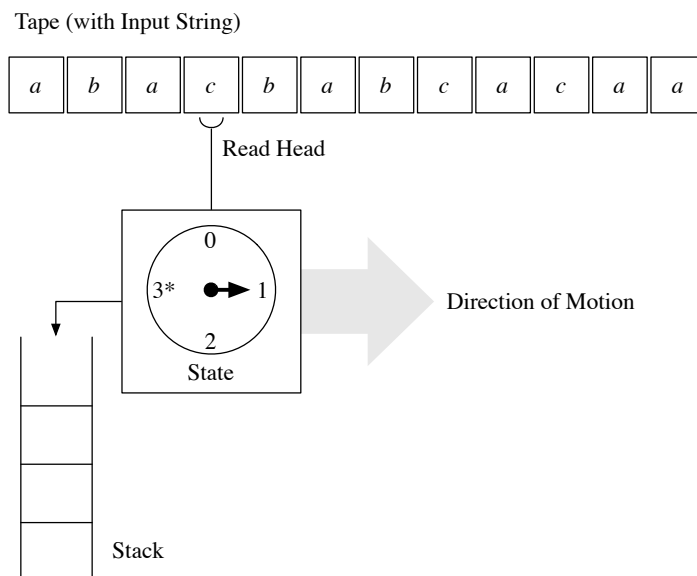 Tape (with Input String)
a b a c b a b c a c a a
Read Head
0
3* 1
2
State
Direction of Motion
Stack